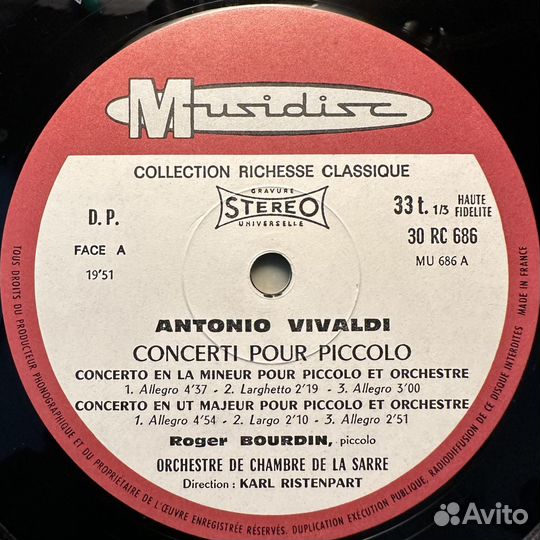 Musidisc
COLLECTION RICHESSE CLASSIQUE
GRAVURE
STEREO
UNIVERSELLE
D. P.
FACE A
19'51
33 t. 1/3 HAUTE FIDELITE
30 RC 686
MU 686 A
ANTONIO VIVALDI
CONCERTI POUR PICCOLO
CONCERTO EN LA MINEUR POUR PICCOLO ET ORCHESTRE
1. Allegro 4'37 - 2. Larghetto 2'19 - 3. Allegro 3'00
CONCERTO EN UT MAJEUR POUR PICCOLO ET ORCHESTRE
1. Allegro 4'54 - 2. Largo 2'10 - 3. Allegro 2'51
Roger BOURDIN, piccolo
ORCHESTRE DE CHAMBRE DE LA SARRE
Direction : KARL RISTENPART
TOUS DROITS DU PRODUCTEUR PHONOGRAPHIQUE ET DU PROPRIETAIRE DE L'ŒUVRE ENREGISTRÉE RÉSERVÉS. DUPLICATION EXÉCUTION PUBLIQUE, RADIODIFFUSION DE CE DISQUE INTERDITES
MADE IN FRANCE
Avito